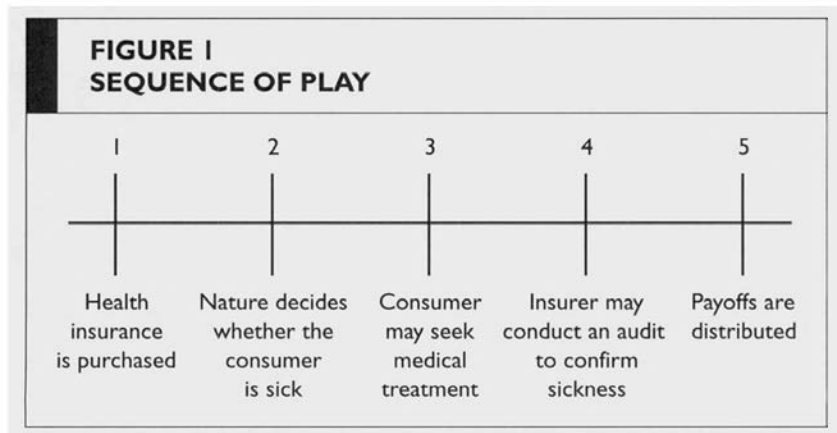 FIGURE 1
SEQUENCE OF PLAY
1 2 3 4 5
Health
insurance
is purchased
Nature decides
whether the
consumer
is sick
Consumer
may seek
medical
treatment
Insurer may
conduct an audit
to confirm
sickness
Payoffs are
distributed